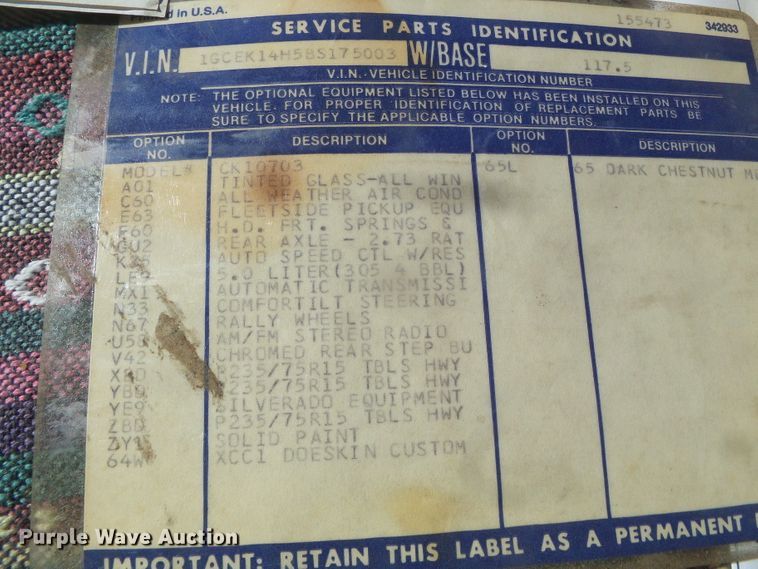 d in U.S.A.
155473
342933
SERVICE PARTS IDENTIFICATION
V.I.N. 1GCEK14H5BS175003 W/BASE 117.5
V.I.N.-VEHICLE IDENTIFICATION NUMBER
NOTE: THE OPTIONAL EQUIPMENT LISTED BELOW HAS BEEN INSTALLED ON THIS
VEHICLE. FOR PROPER IDENTIFICATION OF REPLACEMENT PARTS BE
SURE TO SPECIFY THE APPLICABLE OPTION NUMBERS.
OPTION NO. DESCRIPTION OPTION NO. DESCRIPTION
MODEL# CK10703 65L 65 DARK CHESTNUT
A01 TINTED GLASS-ALL WIN
C60 ALL WEATHER AIR COND
E63 FLEETSIDE PICKUP EQU
F60 H.D. FRT. SPRINGS &
GU2 REAR AXLE - 2.73 RAT
AUTO SPEED CTL W/RES
5.0 LITER(305 4 BBL)
MX1 AUTOMATIC TRANSMISSI
N33 COMFORTILT STEERING
N67 RALLY WHEELS
U58 AM/FM STEREO RADIO
V42 CHROMED REAR STEP BU
P235/75R15 TBLS HWY
P235/75R15 TBLS HWY
YE9 SILVERADO EQUIPMENT
ZBD P235/75R15 TBLS HWY
SOLID PAINT
64W XCC1 DOESKIN CUSTOM
IMPORTANT: RETAIN THIS LABEL AS A PERMANENT
Purple Wave Auction